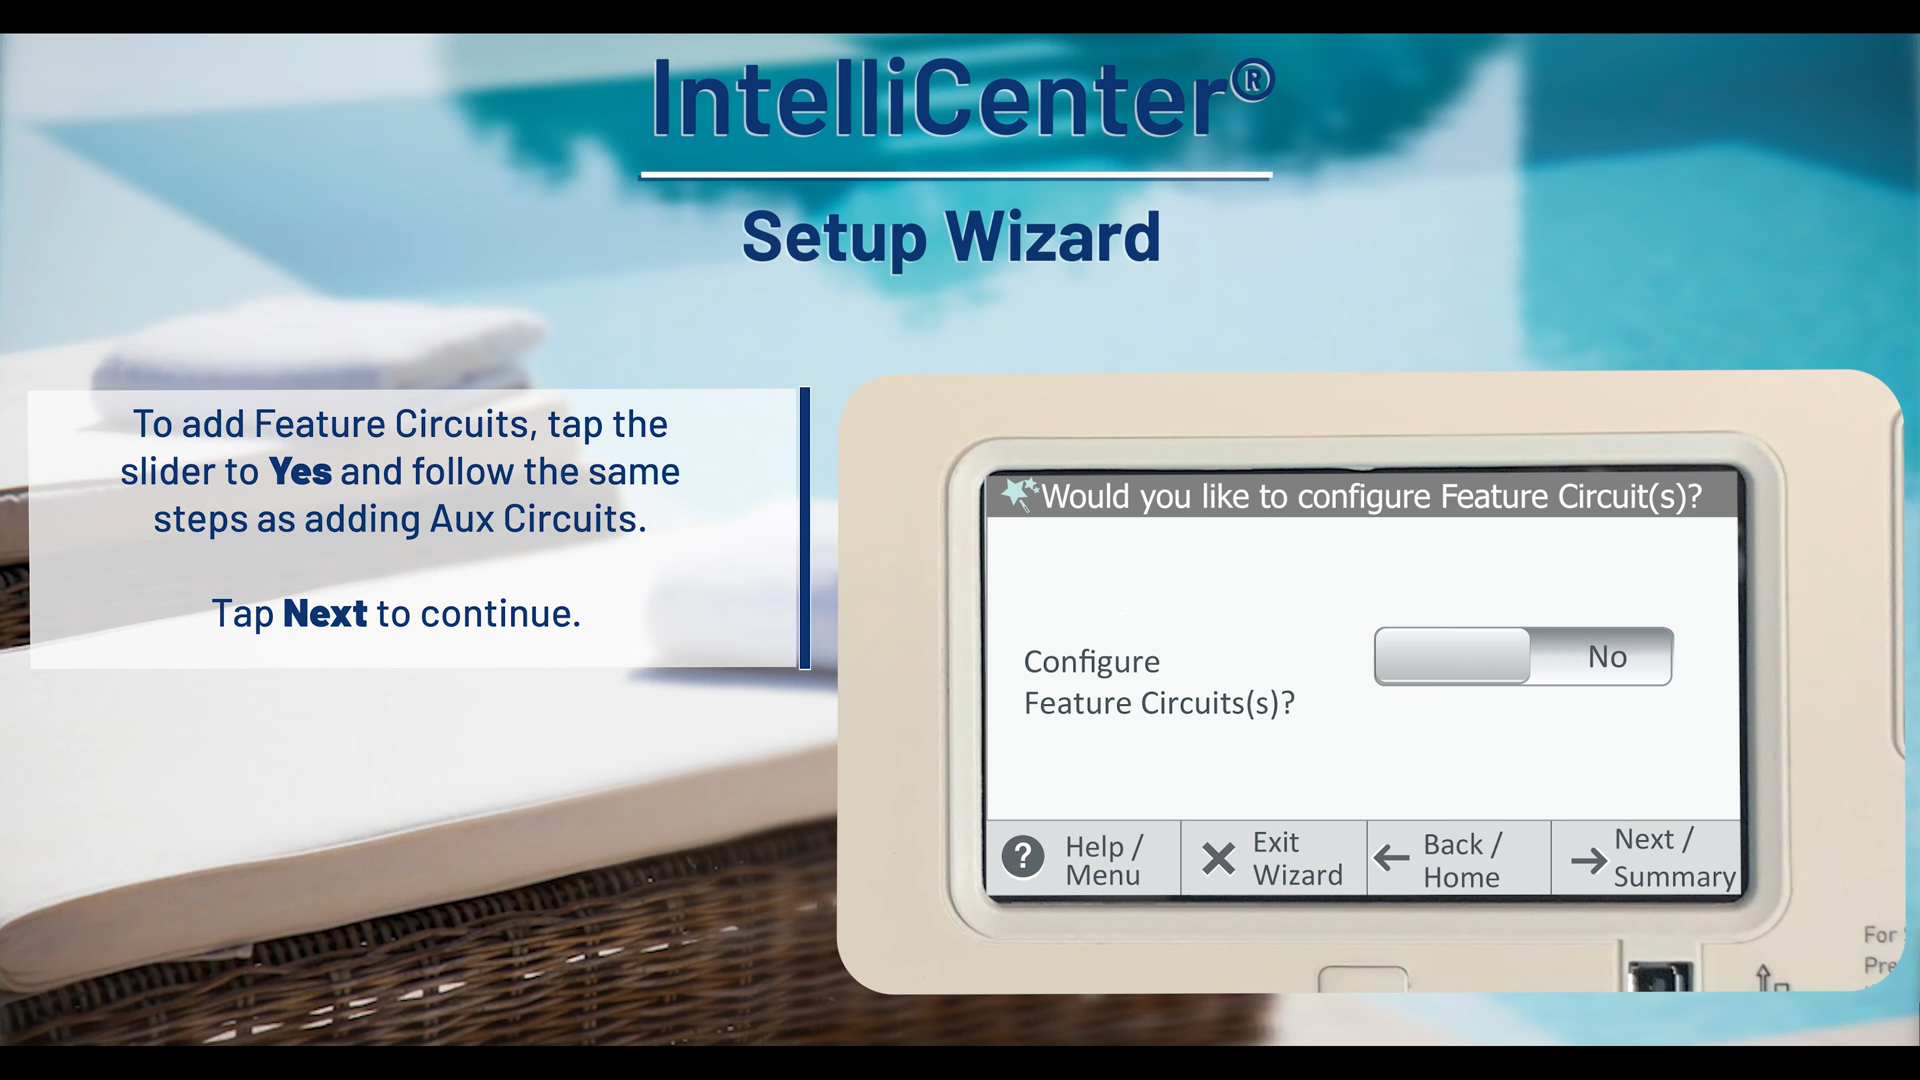 IntelliCenter®
Setup Wizard
To add Feature Circuits, tap the
slider to Yes and follow the same
steps as adding Aux Circuits.
Tap Next to continue.
Would you like to configure Feature Circuit(s)?
Configure
Feature Circuits(s)?
No
Help /
Menu
Exit
Wizard
Back /
Home
Next /
Summary
For